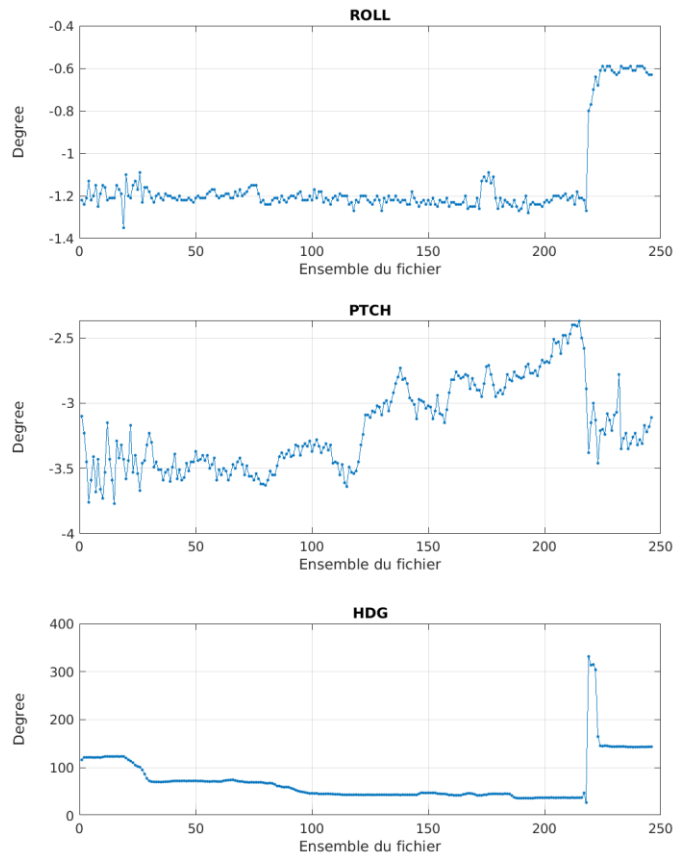 ROLL
-0.4
-0.6
-0.8
-1
-1.2
-1.4
Degree
0 50 100 150 200 250
Ensemble du fichier
PTCH
-2.5
-3
-3.5
-4
Degree
0 50 100 150 200 250
Ensemble du fichier
HDG
400
300
200
100
0
Degree
0 50 100 150 200 250
Ensemble du fichier